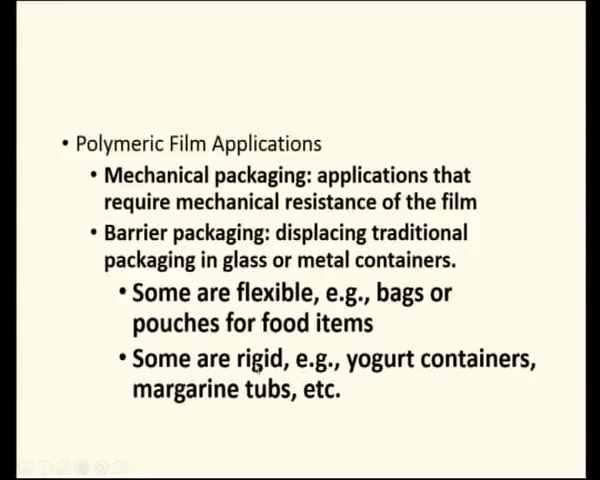 • Polymeric Film Applications
• Mechanical packaging: applications that
require mechanical resistance of the film
• Barrier packaging: displacing traditional
packaging in glass or metal containers.
• Some are flexible, e.g., bags or
pouches for food items
• Some are rigid, e.g., yogurt containers,
margarine tubs, etc.